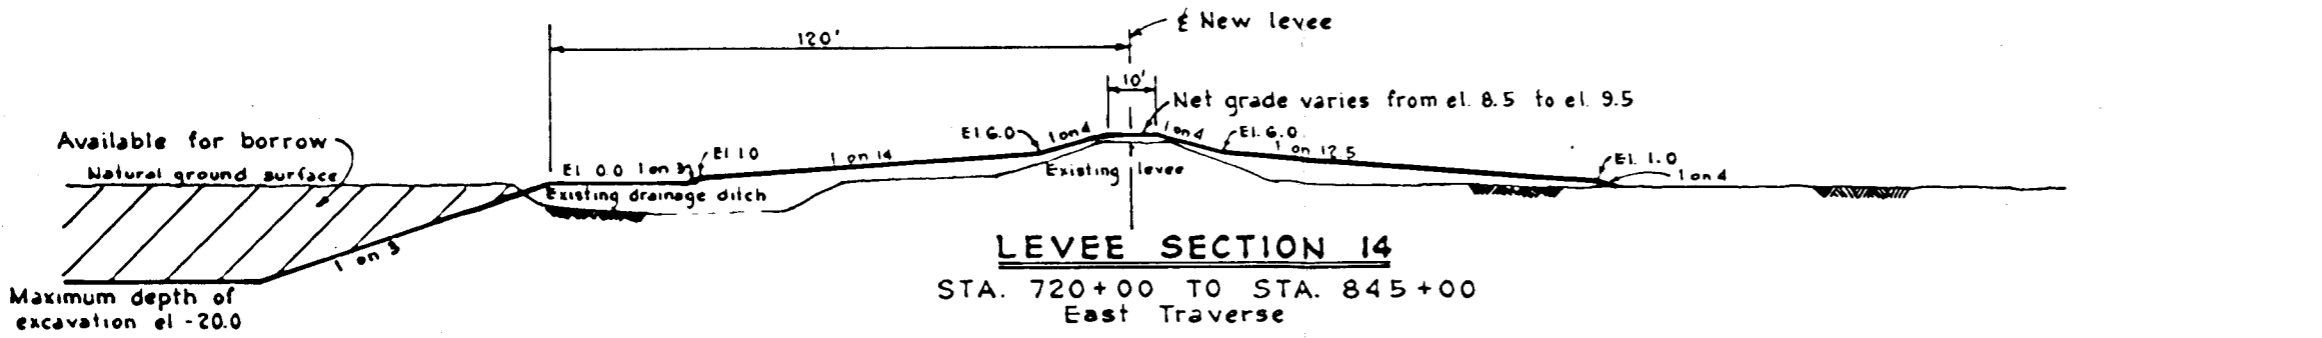 ₵ New levee
120'
10'
Net grade varies from el. 8.5 to el. 9.5
Available for borrow
Natural ground surface
El 0.0
1 on 3
El 1.0
1 on 14
El 6.0
1 on 4
1 on 4
El. 6.0
1 on 12.5
El. 1.0
1 on 4
Existing drainage ditch
Existing levee
1 on 3
Maximum depth of
excavation el -20.0
LEVEE SECTION 14
STA. 720+00 TO STA. 845+00
East Traverse